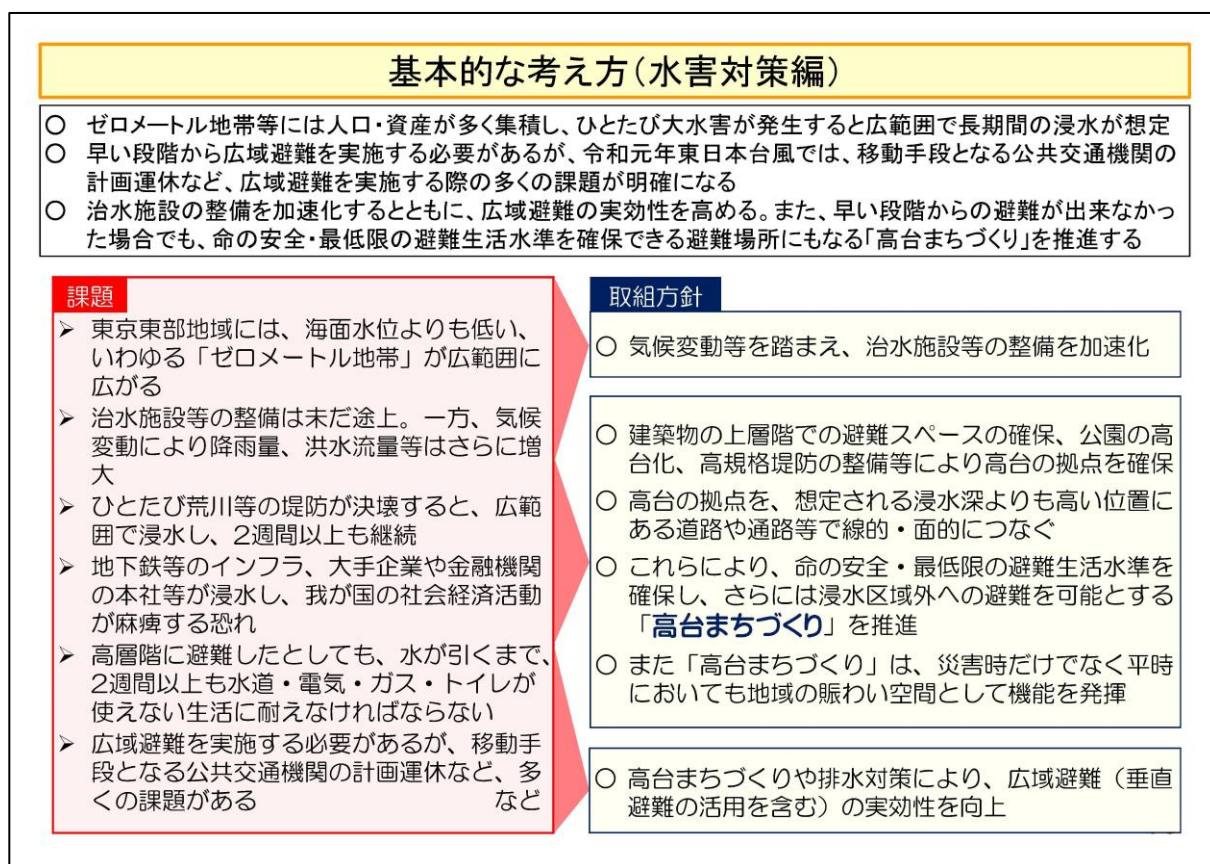 基本的な考え方(水害対策編)
○ ゼロメートル地帯等には人口・資産が多く集積し、ひとたび大水害が発生すると広範囲で長期間の浸水が想定
○ 早い段階から広域避難を実施する必要があるが、令和元年東日本台風では、移動手段となる公共交通機関の
計画運休など、広域避難を実施する際の多くの課題が明確になる
○ 治水施設の整備を加速化するとともに、広域避難の実効性を高める。また、早い段階からの避難が出来なかっ
た場合でも、命の安全・最低限の避難生活水準を確保できる避難場所にもなる「高台まちづくり」を推進する
課題
➢ 東京東部地域には、海面水位よりも低い、
いわゆる「ゼロメートル地帯」が広範囲に
広がる
➢ 治水施設等の整備は未だ途上。一方、気候
変動により降雨量、洪水流量等はさらに増
大
➢ ひとたび荒川等の堤防が決壊すると、広範
囲で浸水し、2週間以上も継続
➢ 地下鉄等のインフラ、大手企業や金融機関
の本社等が浸水し、我が国の社会経済活動
が麻痺する恐れ
➢ 高層階に避難したとしても、水が引くまで、
2週間以上も水道・電気・ガス・トイレが
使えない生活に耐えなければならない
➢ 広域避難を実施する必要があるが、移動手
段となる公共交通機関の計画運休など、多
くの課題がある など
取組方針
○ 気候変動等を踏まえ、治水施設等の整備を加速化
○ 建築物の上層階での避難スペースの確保、公園の高
台化、高規格堤防の整備等により高台の拠点を確保
○ 高台の拠点を、想定される浸水深よりも高い位置に
ある道路や通路等で線的・面的につなぐ
○ これらにより、命の安全・最低限の避難生活水準を
確保し、さらには浸水区域外への避難を可能とする
「高台まちづくり」を推進
○ また「高台まちづくり」は、災害時だけでなく平時
においても地域の賑わい空間として機能を発揮
○ 高台まちづくりや排水対策により、広域避難(垂直
避難の活用を含む)の実効性を向上